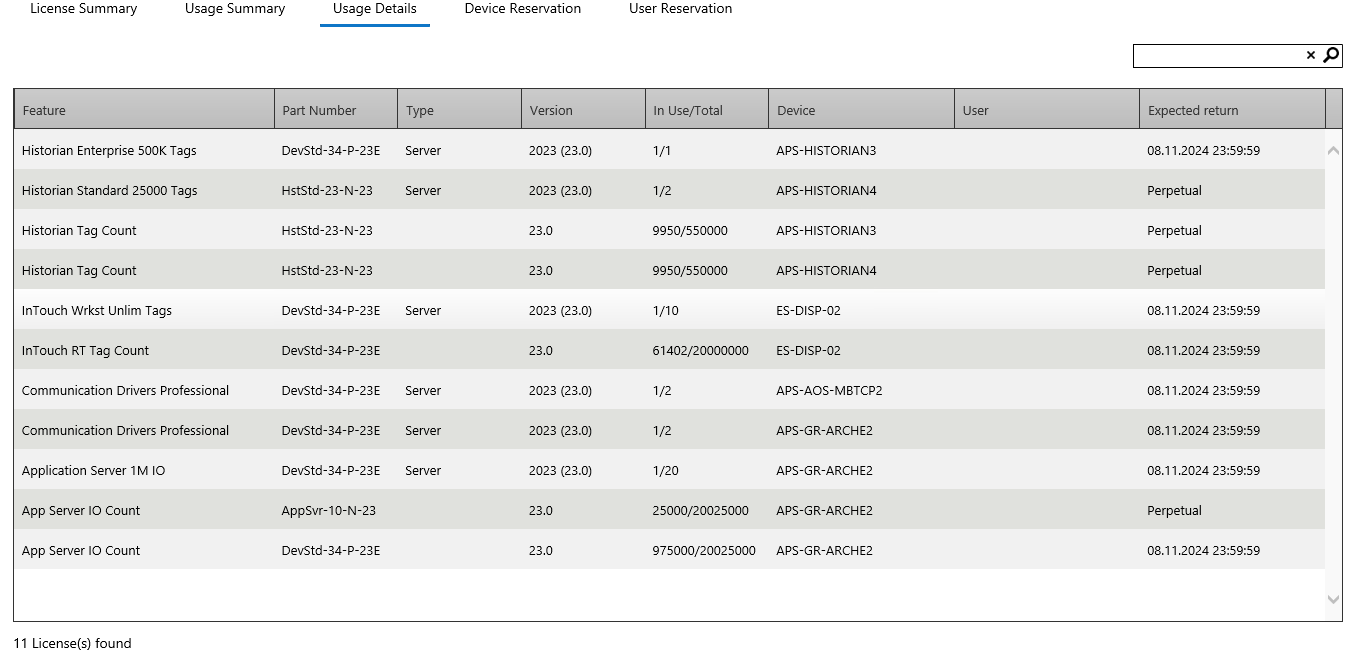 License Summary Usage Summary Usage Details Device Reservation User Reservation
Feature Part Number Type Version In Use/Total Device User Expected return
Historian Enterprise 500K Tags DevStd-34-P-23E Server 2023 (23.0) 1/1 APS-HISTORIAN3 08.11.2024 23:59:59
Historian Standard 25000 Tags HstStd-23-N-23 Server 2023 (23.0) 1/2 APS-HISTORIAN4 Perpetual
Historian Tag Count HstStd-23-N-23 23.0 9950/550000 APS-HISTORIAN3 Perpetual
Historian Tag Count HstStd-23-N-23 23.0 9950/550000 APS-HISTORIAN4 Perpetual
InTouch Wrkst Unlim Tags DevStd-34-P-23E Server 2023 (23.0) 1/10 ES-DISP-02 08.11.2024 23:59:59
InTouch RT Tag Count DevStd-34-P-23E 23.0 61402/20000000 ES-DISP-02 08.11.2024 23:59:59
Communication Drivers Professional DevStd-34-P-23E Server 2023 (23.0) 1/2 APS-AOS-MBTCP2 08.11.2024 23:59:59
Communication Drivers Professional DevStd-34-P-23E Server 2023 (23.0) 1/2 APS-GR-ARCHE2 08.11.2024 23:59:59
Application Server 1M IO DevStd-34-P-23E Server 2023 (23.0) 1/20 APS-GR-ARCHE2 08.11.2024 23:59:59
App Server IO Count AppSvr-10-N-23 23.0 25000/20025000 APS-GR-ARCHE2 Perpetual
App Server IO Count DevStd-34-P-23E 23.0 975000/20025000 APS-GR-ARCHE2 08.11.2024 23:59:59
11 License(s) found